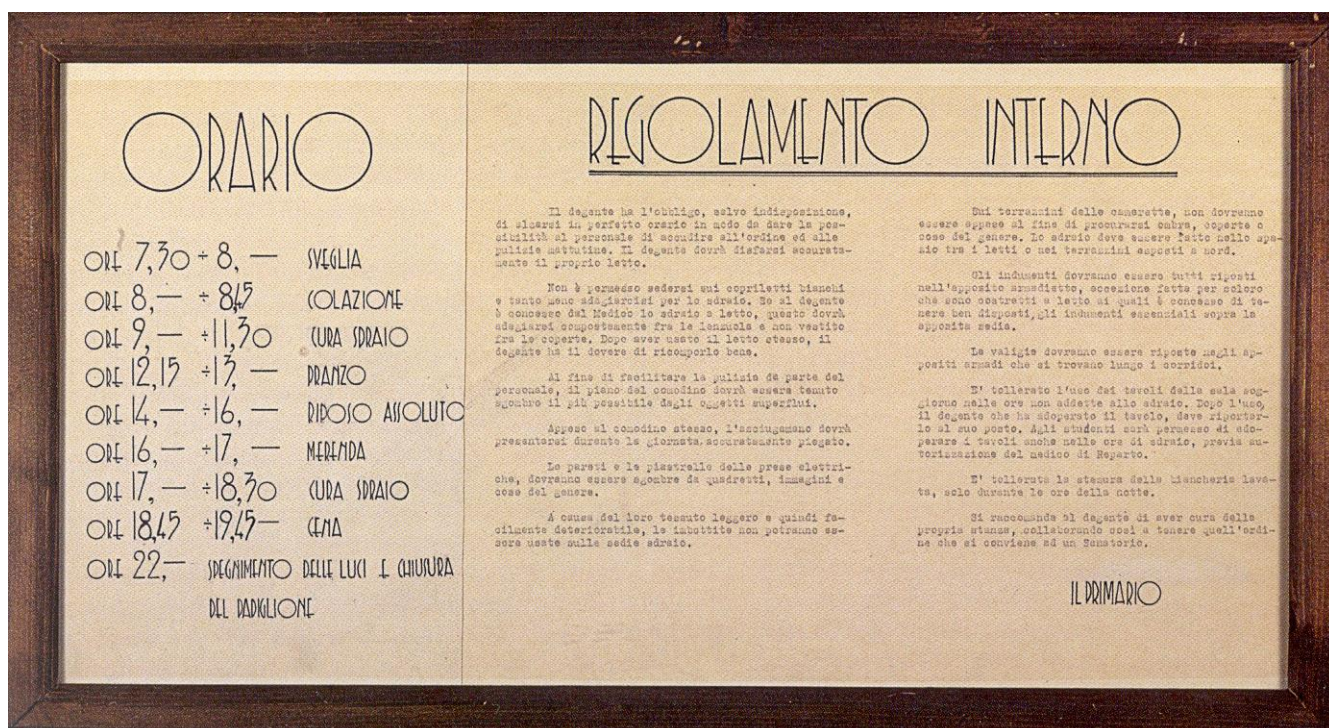 ORARIO
ORE 7,30 ÷ 8, — SVEGLIA
ORE 8, — ÷ 8,45 COLAZIONE
ORE 9, — ÷ 11,30 CURA SDRAIO
ORE 12,15 ÷ 13, — PRANZO
ORE 14, — ÷ 16, — RIPOSO ASSOLUTO
ORE 16, — ÷ 17, — MERENDA
ORE 17, — ÷ 18,30 CURA SDRAIO
ORE 18,45 ÷ 19,45 — CENA
ORE 22,— SPEGNIMENTO DELLE LUCI E CHIUSURA
DEL PADIGLIONE
REGOLAMENTO INTERNO
Il degente ha l'obbligo, salvo indisposizione,
di alzarsi in perfetto orario in modo da dare la pos-
sibilità al personale di accudire all'ordine ed alle
pulizie mattutine. Il degente dovrà disfarsi accurata-
mente il proprio letto.
Non è permesso sedersi sui copriletti bianchi
e tanto meno adagiarcisi per lo sdraio. Se al degente
è concesso dal Medico lo sdraio a letto, questo dovrà
adagiarsi compostamente fra le lenzuola e non vestito
fra le coperte. Dopo aver usato il letto stesso, il
degente ha il dovere di ricomporlo bene.
Al fine di facilitare la pulizia da parte del
personale, il piano del comodino dovrà essere tenuto
sgombro il più possibile dagli oggetti superflui.
Appeso al comodino stesso, l'asciugamano dovrà
presentarsi durante la giornata, accuratamente piegato.
Le pareti e le piastrelle delle prese elettri-
che, dovranno essere sgombre da quadretti, immagini e
cose del genere.
A causa del loro tessuto leggero e quindi fa-
cilmente deteriorabile, le imbottite non potranno es-
sere usate sulle sedie sdraio.
Sui terrazzini delle camerette, non dovranno
essere appese al fine di procurarsi ombra, coperte o
cose del genere. Lo sdraio deve essere fatto nello spa-
zio tra i letti o nei terrazzini esposti a nord.
Gli indumenti dovranno essere tutti riposti
nell'apposito armadietto, eccezione fatta per coloro
che sono costretti a letto ai quali è concesso di te-
nere ben disposti, gli indumenti essenziali sopra la
apposita sedia.
Le valigie dovranno essere riposte negli ap-
positi armadi che si trovano lungo i corridoi.
E' tollerato l'uso dei tavoli della sala sog-
giorno nelle ore non addette allo sdraio. Dopo l'uso
il degente che ha adoperato il tavolo, deve riportar-
lo al suo posto. Agli studenti sarà permesso di ado-
perare i tavoli anche nelle ore di sdraio, previa au-
torizzazione del medico di Reparto.
E' tollerata la stesura della biancheria lava-
ta, solo durante le ore della notte.
Si raccomanda al degente di aver cura della
propria stanza, collaborando così a tenere quell'ordi-
ne che si conviene ad un Sanatorio.
IL PRIMARIO